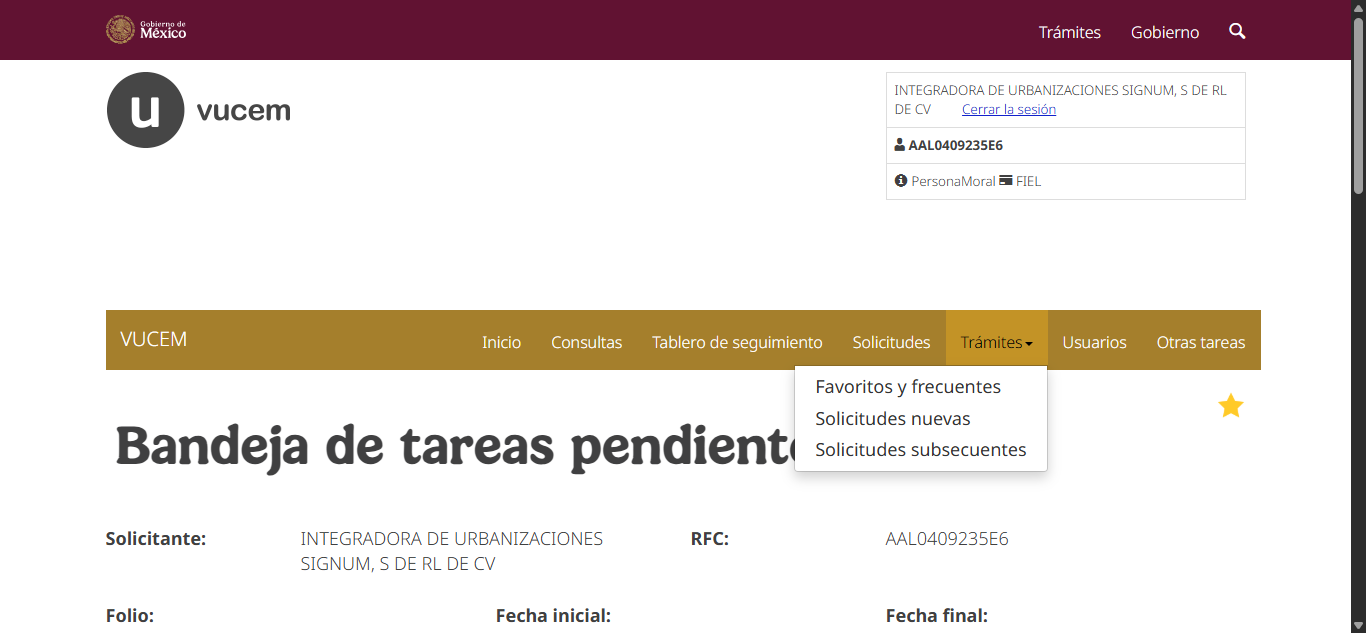 Gobierno de
México
Trámites
Gobierno
u vucem
INTEGRADORA DE URBANIZACIONES SIGNUM, S DE RL
DE CV Cerrar la sesión
AAL0409235E6
PersonaMoral FIEL
VUCEM
Inicio
Consultas
Tablero de seguimiento
Solicitudes
Trámites
Usuarios
Otras tareas
Favoritos y frecuentes
Solicitudes nuevas
Solicitudes subsecuentes
Bandeja de tareas pendient
Solicitante:
INTEGRADORA DE URBANIZACIONES
SIGNUM, S DE RL DE CV
RFC:
AAL0409235E6
Folio:
Fecha inicial:
Fecha final: